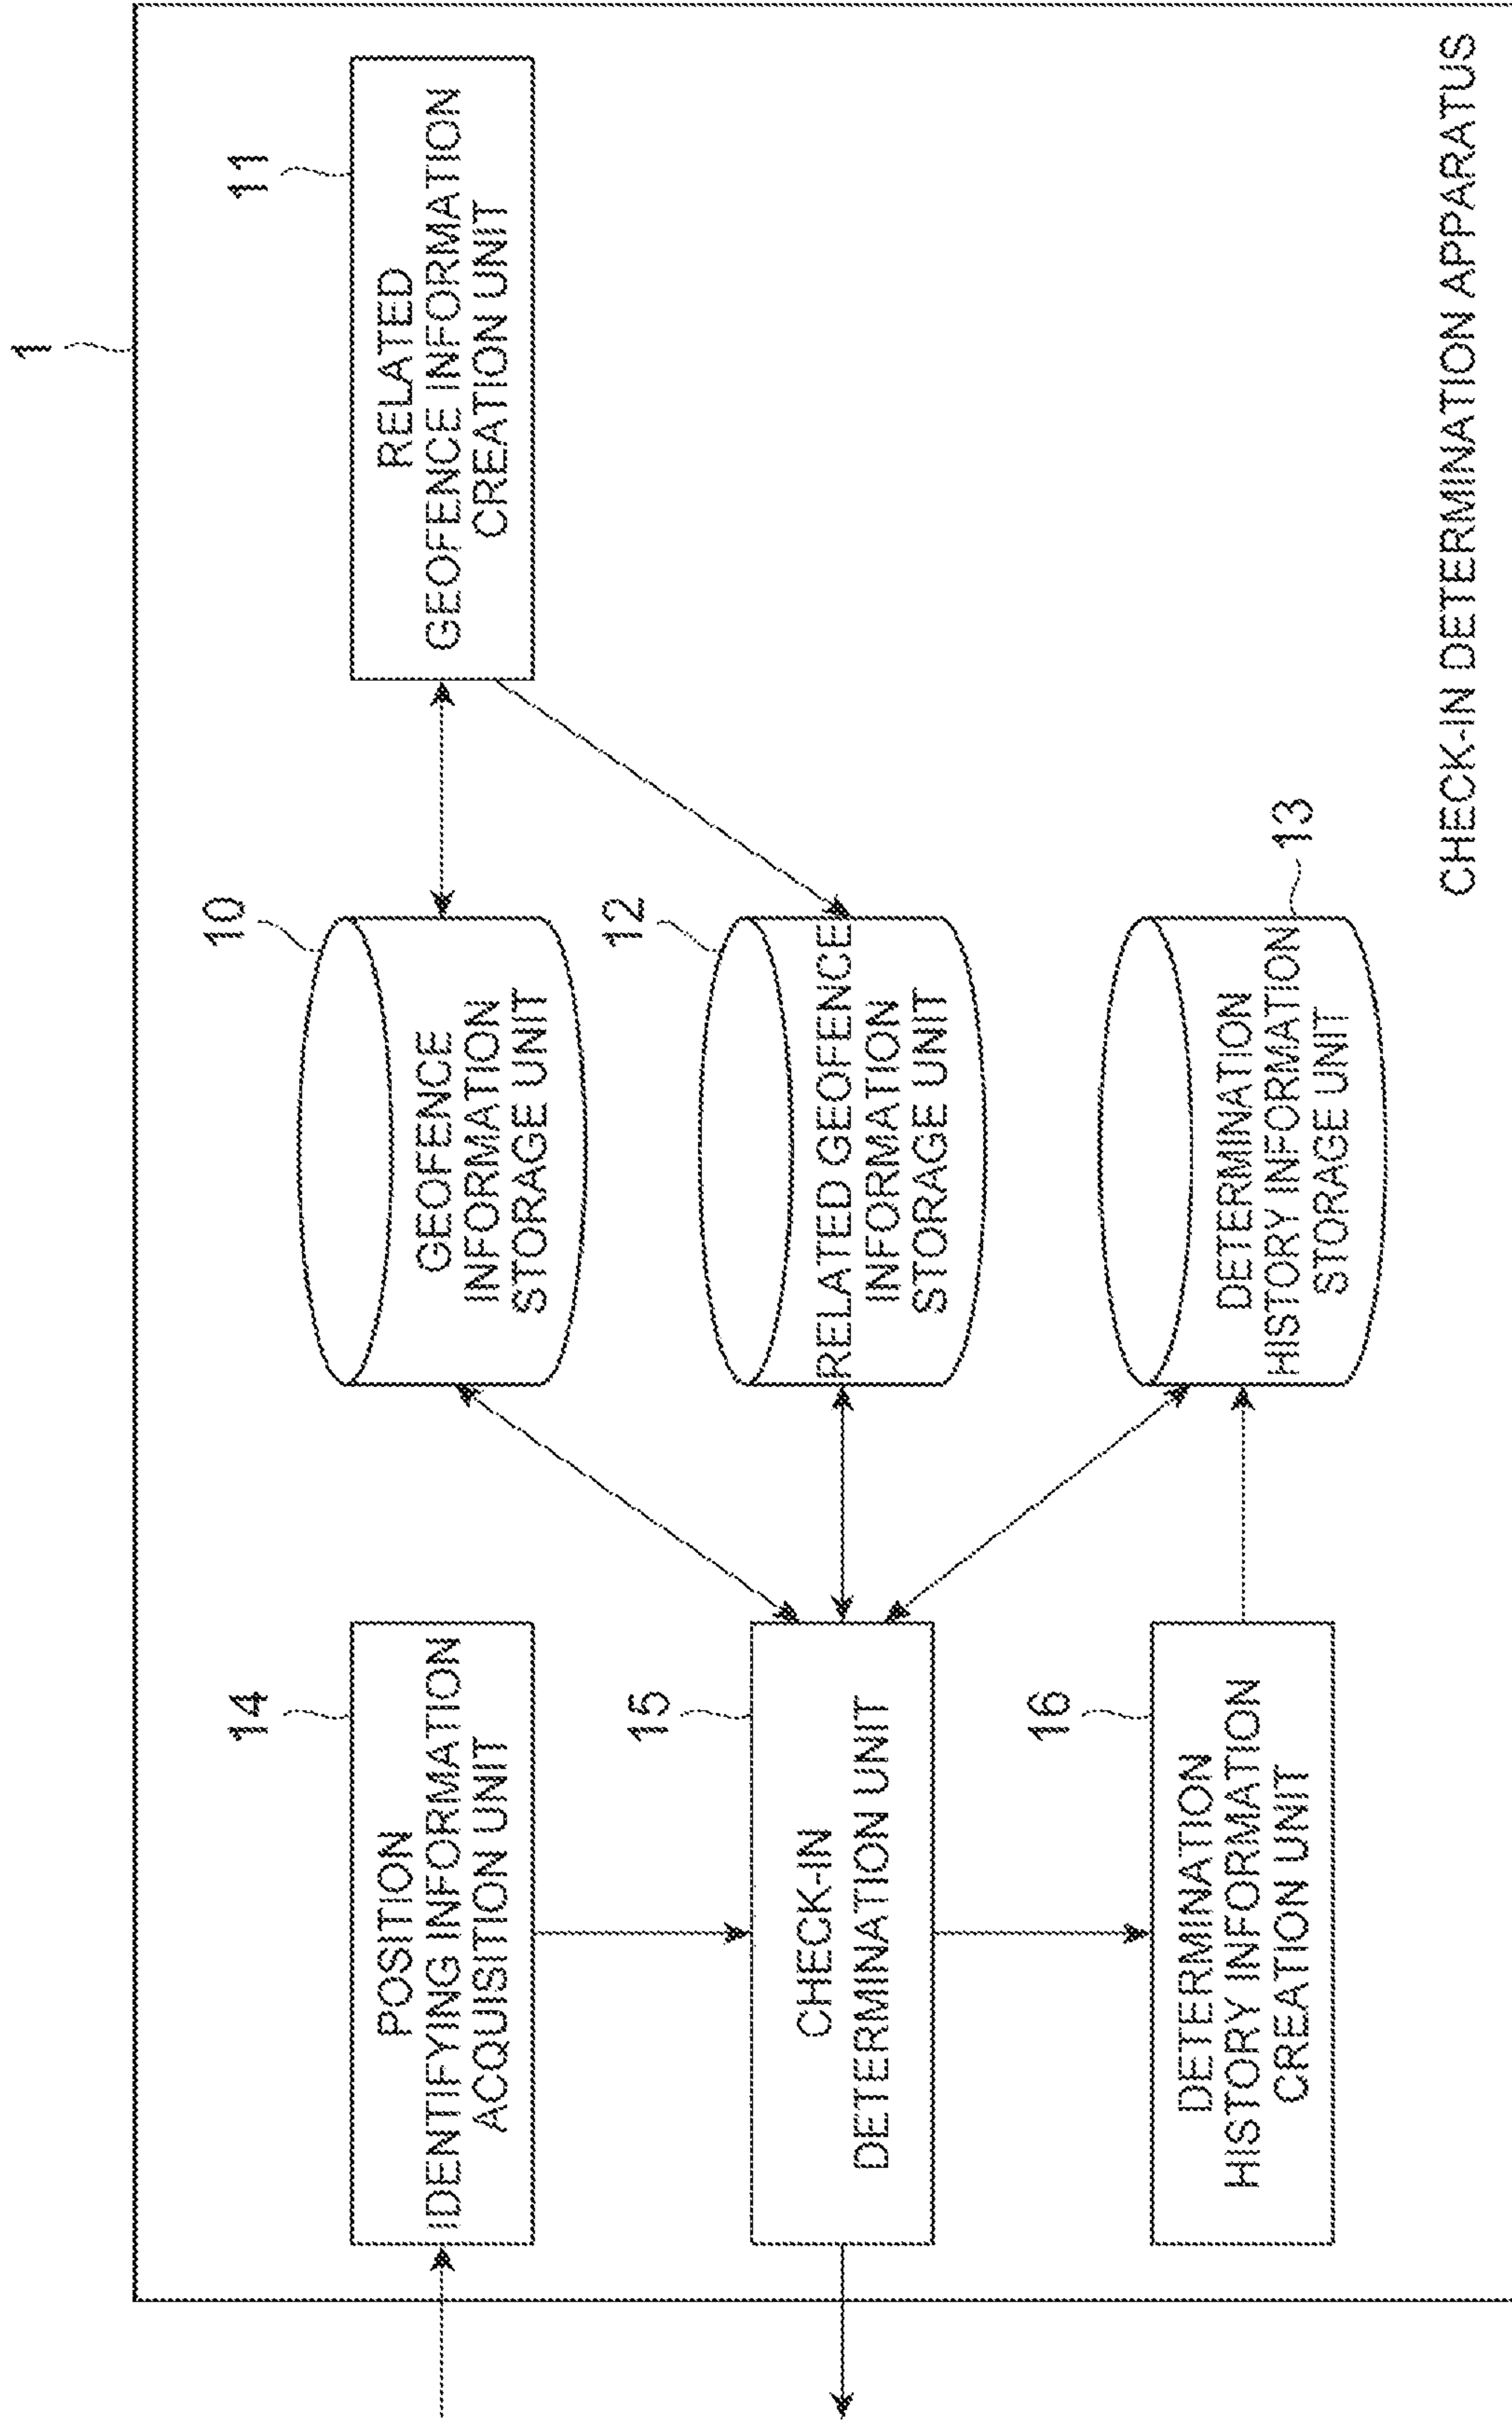 1
14
POSITION
IDENTIFYING INFORMATION
ACQUISITION UNIT
10
GEOFENCE
INFORMATION
STORAGE UNIT
11
RELATED
GEOFENCE INFORMATION
CREATION UNIT
15
CHECK-IN
DETERMINATION UNIT
12
RELATED GEOFENCE
INFORMATION
STORAGE UNIT
16
DETERMINATION
HISTORY INFORMATION
CREATION UNIT
13
DETERMINATION
HISTORY INFORMATION
STORAGE UNIT
CHECK-IN DETERMINATION APPARATUS